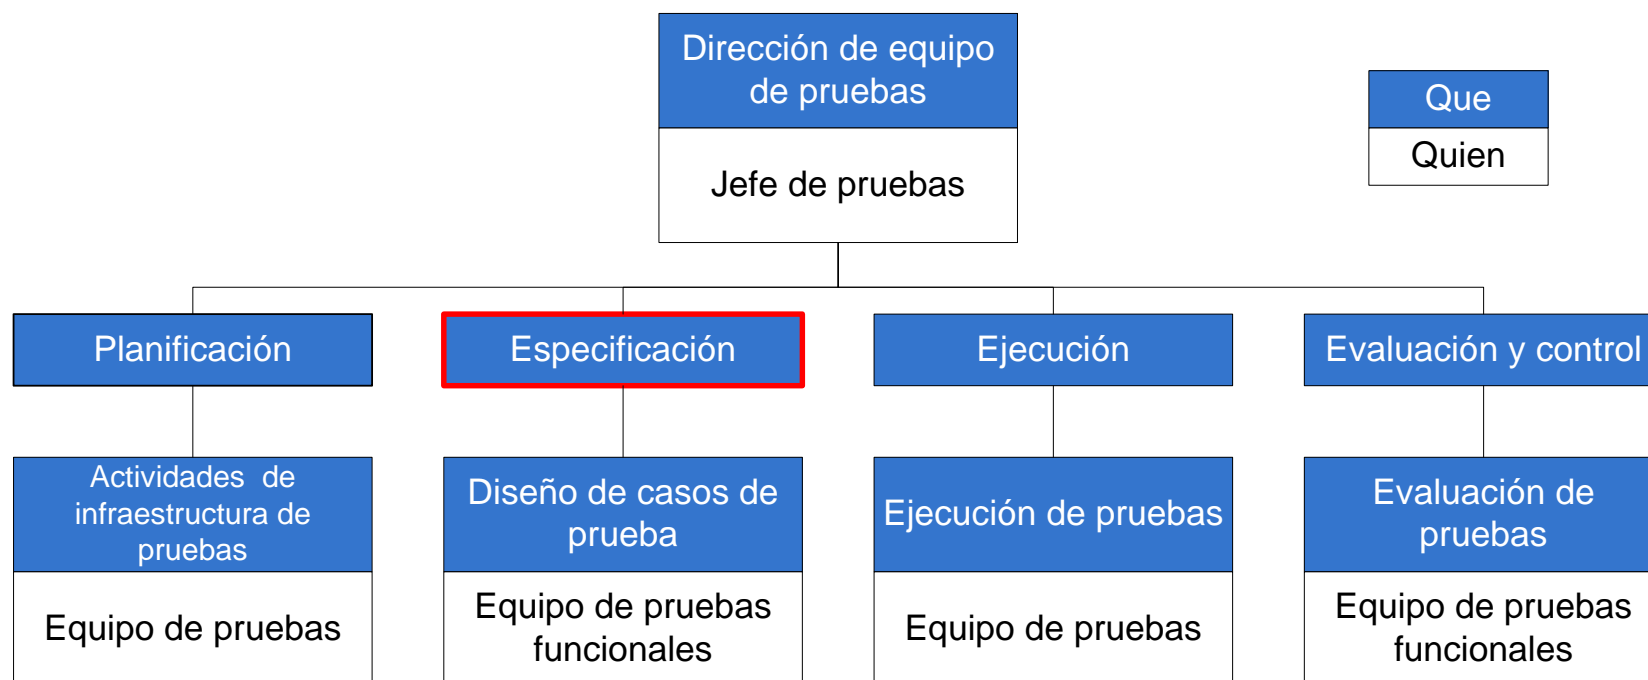 Dirección de equipo
de pruebas
Jefe de pruebas
Que
Quien
Planificación
Especificación
Ejecución
Evaluación y control
Actividades de
infraestructura de
pruebas
Equipo de pruebas
Diseño de casos de
prueba
Equipo de pruebas
funcionales
Ejecución de pruebas
Equipo de pruebas
Evaluación de
pruebas
Equipo de pruebas
funcionales